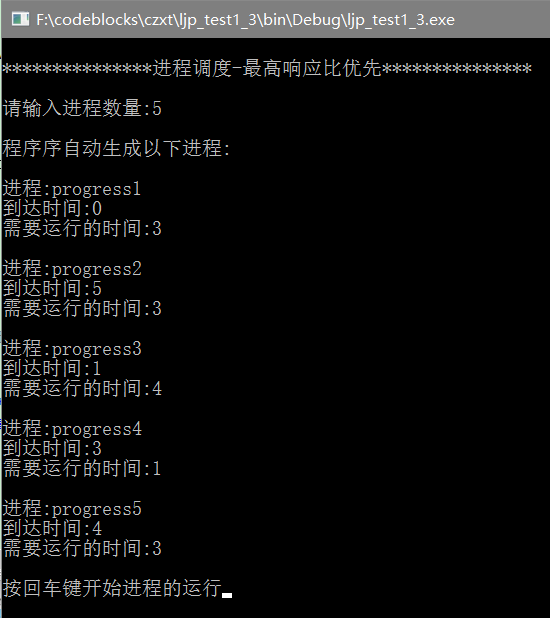 F:\codeblocks\czxt\ljp_test1_3\bin\Debug\ljp_test1_3.exe
***************进程调度-最高响应比优先***************
请输入进程数量:5
程序序自动生成以下进程:
进程:progress1
到达时间:0
需要运行的时间:3
进程:progress2
到达时间:5
需要运行的时间:3
进程:progress3
到达时间:1
需要运行的时间:4
进程:progress4
到达时间:3
需要运行的时间:1
进程:progress5
到达时间:4
需要运行的时间:3
按回车键开始进程的运行